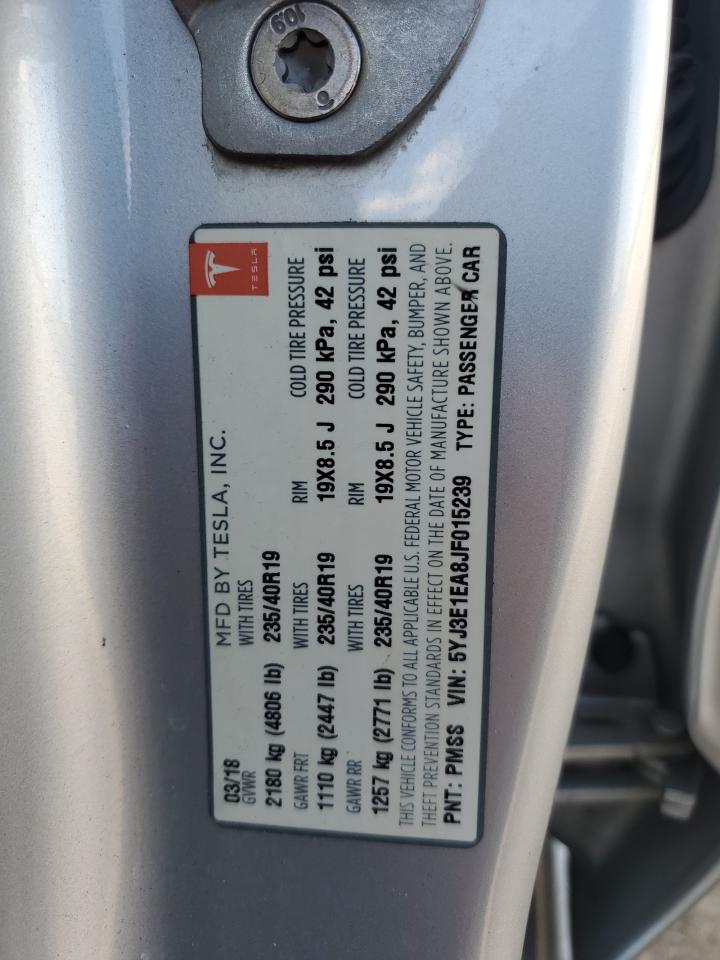 109
6
TESLA
MFD BY TESLA, INC.
03/18
GVWR WITH TIRES
2180 kg (4806 lb) 235/40R19
GAWR FRT WITH TIRES RIM COLD TIRE PRESSURE
1110 kg (2447 lb) 235/40R19 19X8.5 J 290 kPa, 42 psi
GAWR RR WITH TIRES RIM COLD TIRE PRESSURE
1257 kg (2771 lb) 235/40R19 19X8.5 J 290 kPa, 42 psi
THIS VEHICLE CONFORMS TO ALL APPLICABLE U.S. FEDERAL MOTOR VEHICLE SAFETY, BUMPER, AND
THEFT PREVENTION STANDARDS IN EFFECT ON THE DATE OF MANUFACTURE SHOWN ABOVE.
PNT: PMSS VIN: 5YJ3E1EA8JF015239 TYPE: PASSENGER CAR